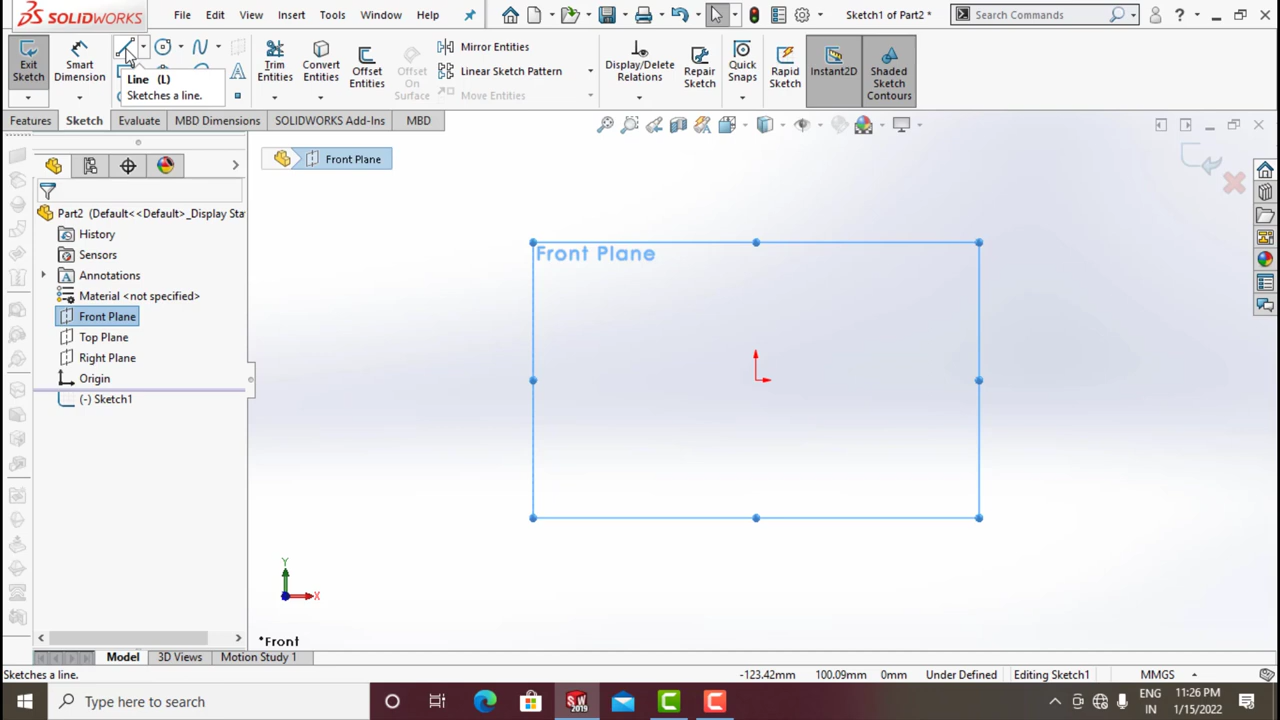 SOLIDWORKS File Edit View Insert Tools Window Help Sketch1 of Part2 * Search Commands
Exit Sketch
Smart Dimension
Line (L)
Sketches a line.
Trim Entities
Convert Entities
Offset Entities
Offset On Surface
Mirror Entities
Linear Sketch Pattern
Move Entities
Display/Delete Relations
Repair Sketch
Quick Snaps
Rapid Sketch
Instant2D
Shaded Sketch Contours
Features Sketch Evaluate MBD Dimensions SOLIDWORKS Add-Ins MBD
Front Plane
Part2 (Default<<Default>_Display Sta
History
Sensors
Annotations
Material <not specified>
Front Plane
Top Plane
Right Plane
Origin
(-) Sketch1
Front Plane
Y
X
*Front
Model 3D Views Motion Study 1
Sketches a line. -123.42mm 100.09mm 0mm Under Defined Editing Sketch1 MMGS
Type here to search
SW 2019
ENG IN
11:26 PM
1/15/2022